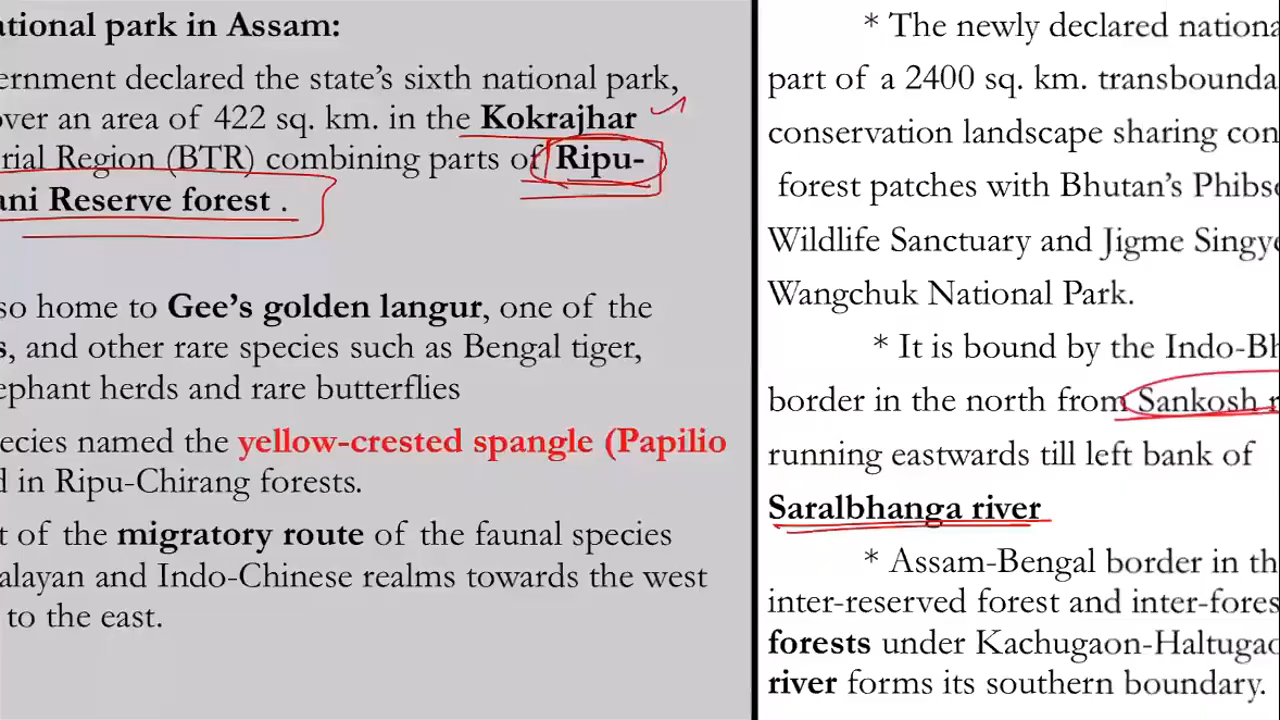 ational park in Assam:
ernment declared the state's sixth national park,
over an area of 422 sq. km. in the Kokrajhar
rial Region (BTR) combining parts of Ripu-
ani Reserve forest .
so home to Gee's golden langur, one of the
s, and other rare species such as Bengal tiger,
ephant herds and rare butterflies
ecies named the yellow-crested spangle (Papilio
d in Ripu-Chirang forests.
t of the migratory route of the faunal species
alayan and Indo-Chinese realms towards the west
to the east.
* The newly declared nationa
part of a 2400 sq. km. transbounda
conservation landscape sharing con
forest patches with Bhutan's Phibso
Wildlife Sanctuary and Jigme Singye
Wangchuk National Park.
* It is bound by the Indo-Bh
border in the north from Sankosh r
running eastwards till left bank of
Saralbhanga river
* Assam-Bengal border in th
inter-reserved forest and inter-fores
forests under Kachugaon-Haltugao
river forms its southern boundary.